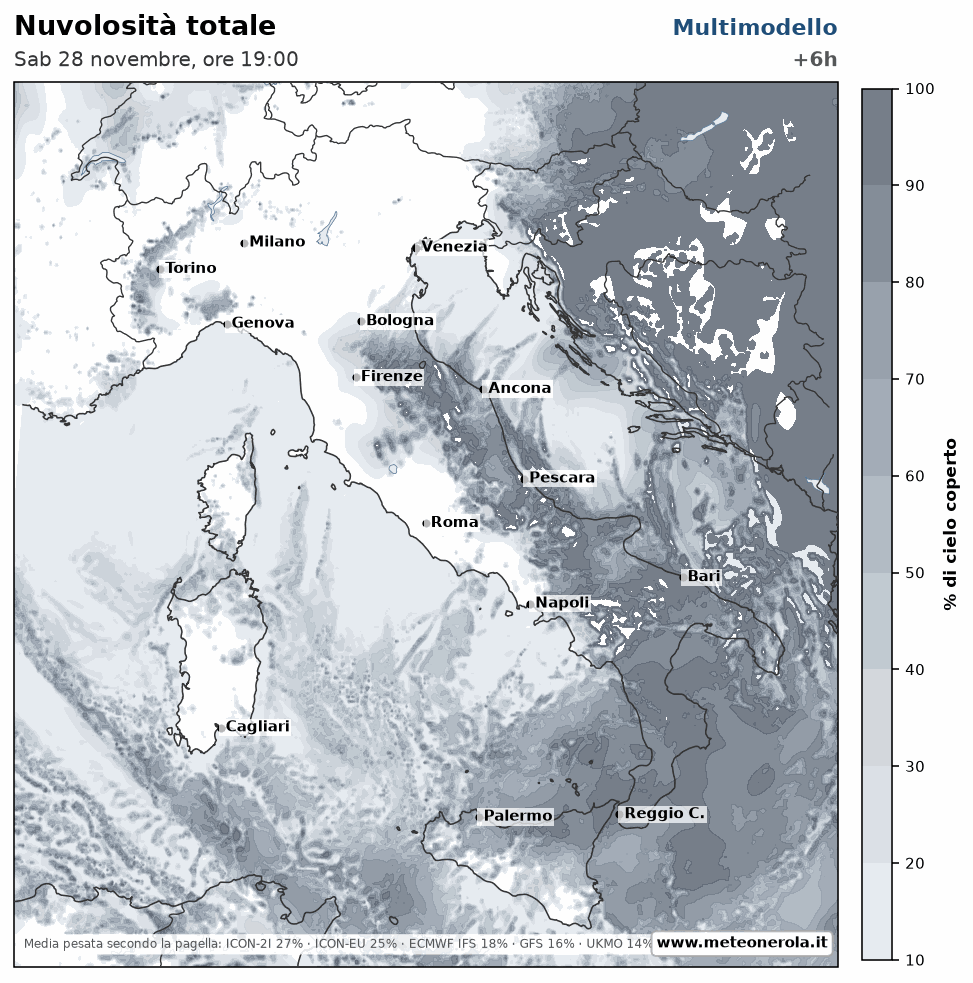 Nuvolosità totale
Multimodello
Sab 28 novembre, ore 19:00
+6h
100
90
80
70
60
50
40
30
20
10
% di cielo coperto
Milano
Venezia
Torino
Genova
Bologna
Firenze
Ancona
Pescara
Roma
Bari
Napoli
Cagliari
Palermo
Reggio C.
Media pesata secondo la pagella: ICON-2I 27% · ICON-EU 25% · ECMWF IFS 18% · GFS 16% · UKMO 14%
www.meteonerola.it